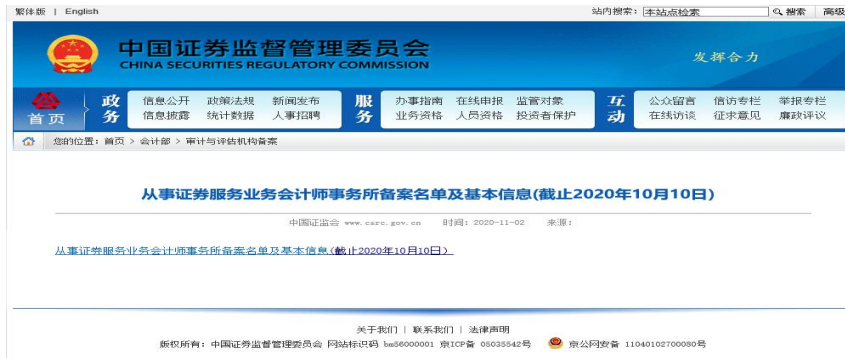 繁体版 | English 站内搜索: 本站点检索 搜索 高级
中国证券监督管理委员会
CHINA SECURITIES REGULATORY COMMISSION
发挥合力
首页
政务
信息公开 政策法规 新闻发布
信息披露 统计数据 人事招聘
服务
办事指南 在线申报 监管对象
业务资格 人员资格 投资者保护
互动
公众留言 信访专栏 举报专栏
在线访谈 征求意见 廉政评议
您的位置: 首页 > 会计部 > 审计与评估机构备案
从事证券服务业务会计师事务所备案名单及基本信息(截止2020年10月10日)
中国证监会 www.csrc.gov.cn 时间: 2020-11-02 来源:
从事证券服务业务会计师事务所备案名单及基本信息(截止2020年10月10日)
关于我们 | 联系我们 | 法律声明
版权所有: 中国证券监督管理委员会 网站标识码 bm56000001 京ICP备 05035542号 京公网安备 11040102700080号